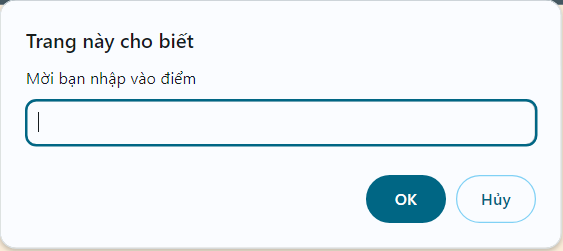 Trang này cho biết
Mời bạn nhập vào điểm
OK
Hủy